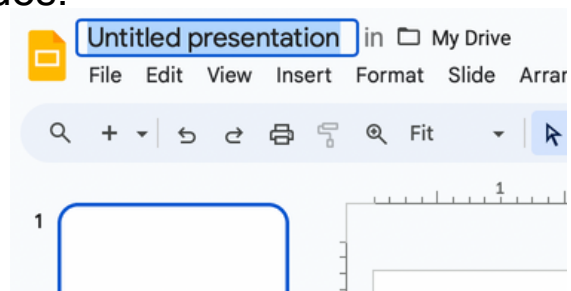 Untitled presentation in My Drive
File Edit View Insert Format Slide
Fit
1
1